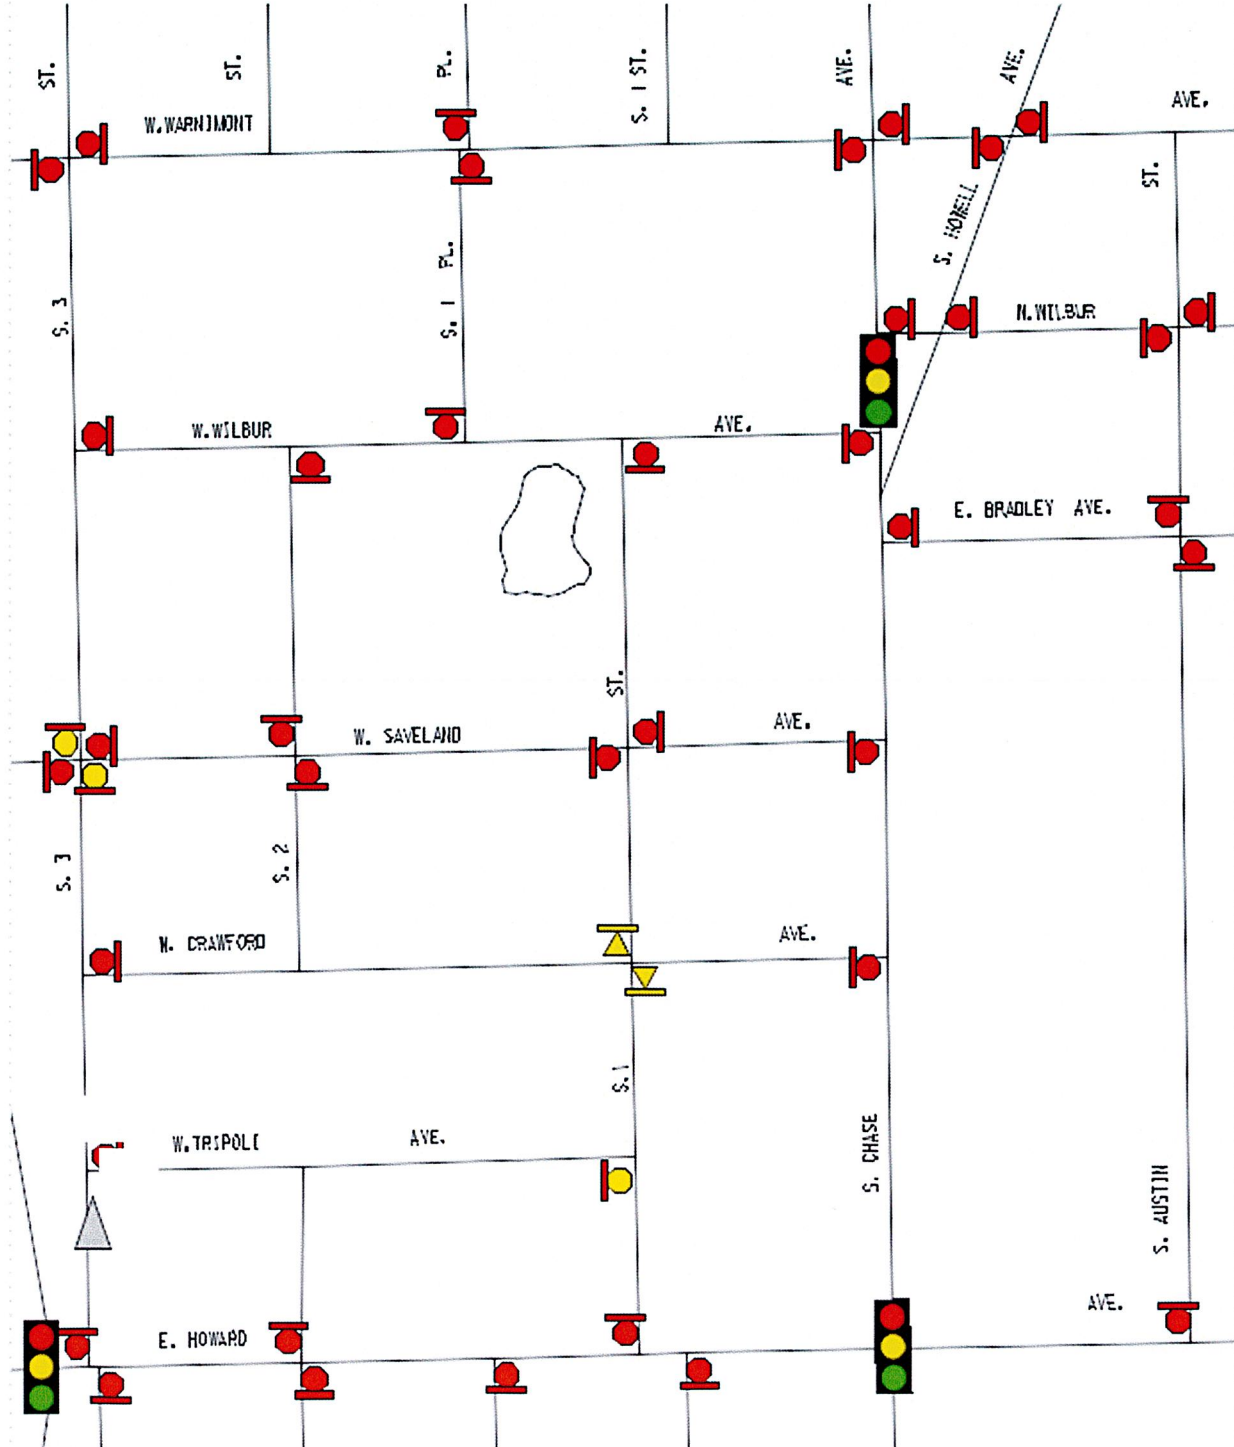 ST.
ST.
PL.
S. 1 ST.
AVE.
AVE.
AVE.
W. WARNIMONT
ST.
S. HOWELL
S. 3
S. 1 PL.
N. WILBUR
W. WILBUR
AVE.
E. BRADLEY AVE.
ST.
W. SAVELAND
AVE.
S. 3
S. 2
W. CRAWFORD
AVE.
S. 1
W. TRIPOLI
AVE.
S. CHASE
S. AUSTIN
E. HOWARD
AVE.